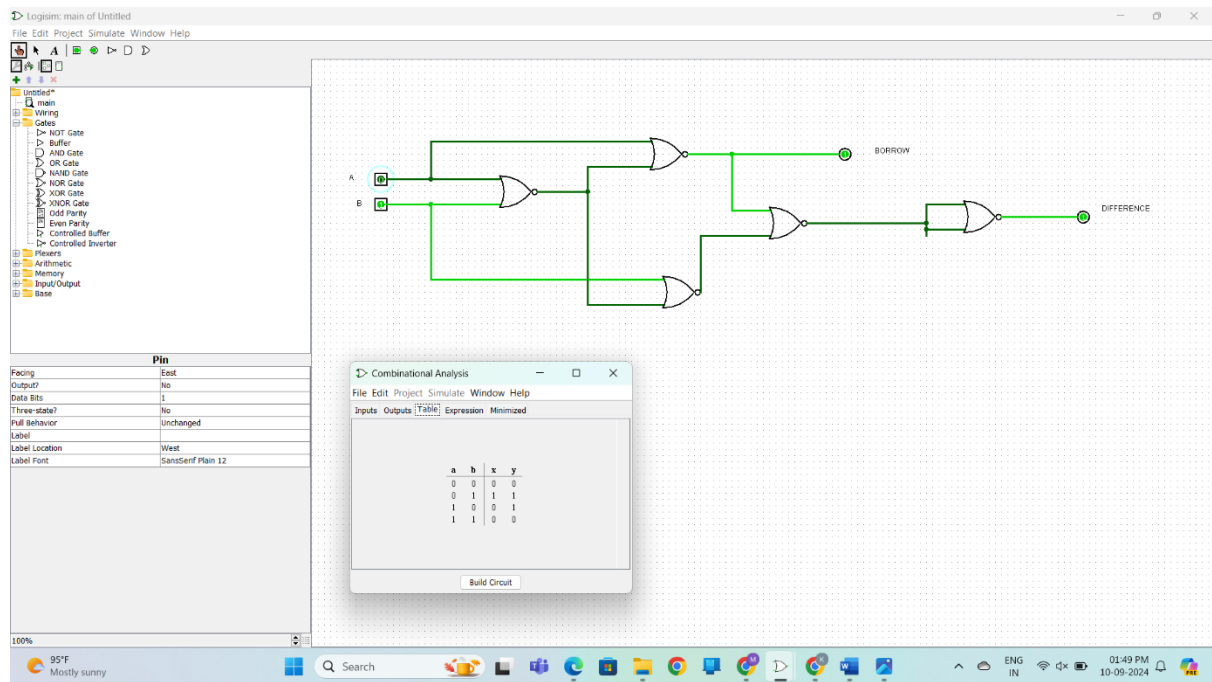 Logisim: main of Untitled
File Edit Project Simulate Window Help
A
Untitled*
main
Wiring
Gates
NOT Gate
Buffer
AND Gate
OR Gate
NAND Gate
NOR Gate
XOR Gate
XNOR Gate
Odd Parity
Even Parity
Controlled Buffer
Controlled Inverter
Plexers
Arithmetic
Memory
Input/Output
Base
Pin
Facing East
Output? No
Data Bits 1
Three-state? No
Pull Behavior Unchanged
Label
Label Location West
Label Font SansSerif Plain 12
100%
BORROW
A
B
DIFFERENCE
Combinational Analysis
File Edit Project Simulate Window Help
Inputs Outputs Table Expression Minimized
a b x y
0 0 0 0
0 1 1 1
1 0 0 1
1 1 0 0
Build Circuit
95°F
Mostly sunny
Search
ENG
IN
01:49 PM
10-09-2024